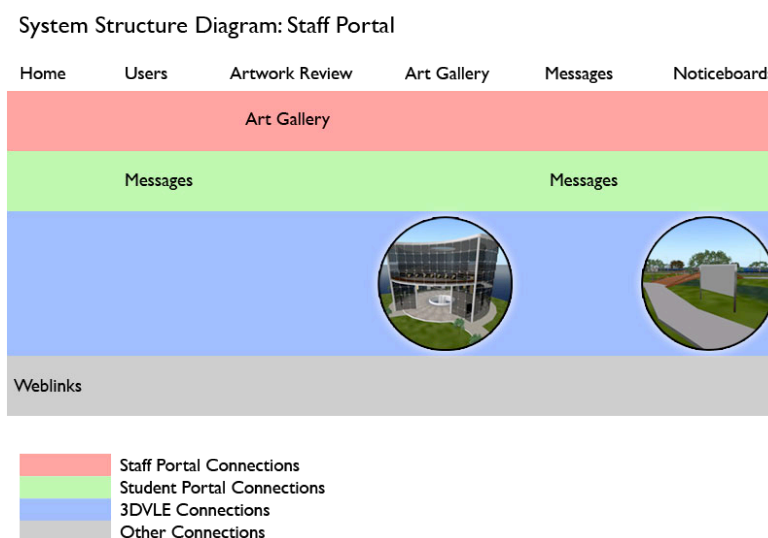 System Structure Diagram: Staff Portal
Home Users Artwork Review Art Gallery Messages Noticeboard
Art Gallery
Messages Messages
Weblinks
Staff Portal Connections
Student Portal Connections
3DVLE Connections
Other Connections